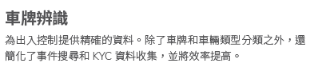 車牌辨識
為出入控制提供精確的資料。除了車牌和車輛類型分類之外，還
簡化了事件搜尋和 KYC 資料收集，並將效率提高。